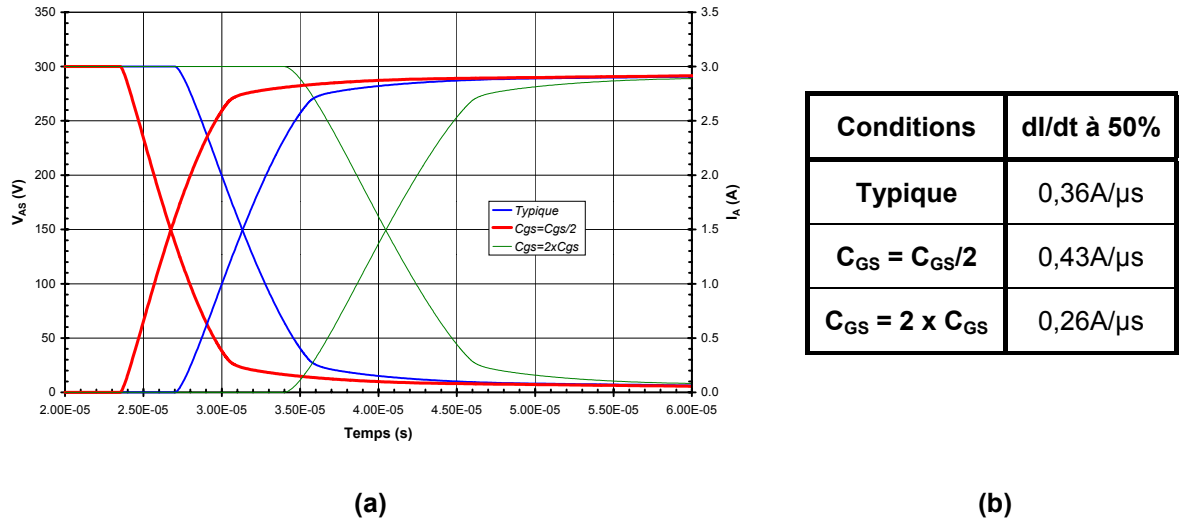 350
300
250
200
150
100
50
0
V_AS (V)
3.5
3.0
2.5
2.0
1.5
1.0
0.5
0.0
I_A (A)
Typique
Cgs=Cgs/2
Cgs=2xCgs
2.00E-05 2.50E-05 3.00E-05 3.50E-05 4.00E-05 4.50E-05 5.00E-05 5.50E-05 6.00E-05
Temps (s)
(a)
Conditions dI/dt à 50%
Typique 0,36A/µs
C_GS = C_GS/2 0,43A/µs
C_GS = 2 x C_GS 0,26A/µs
(b)